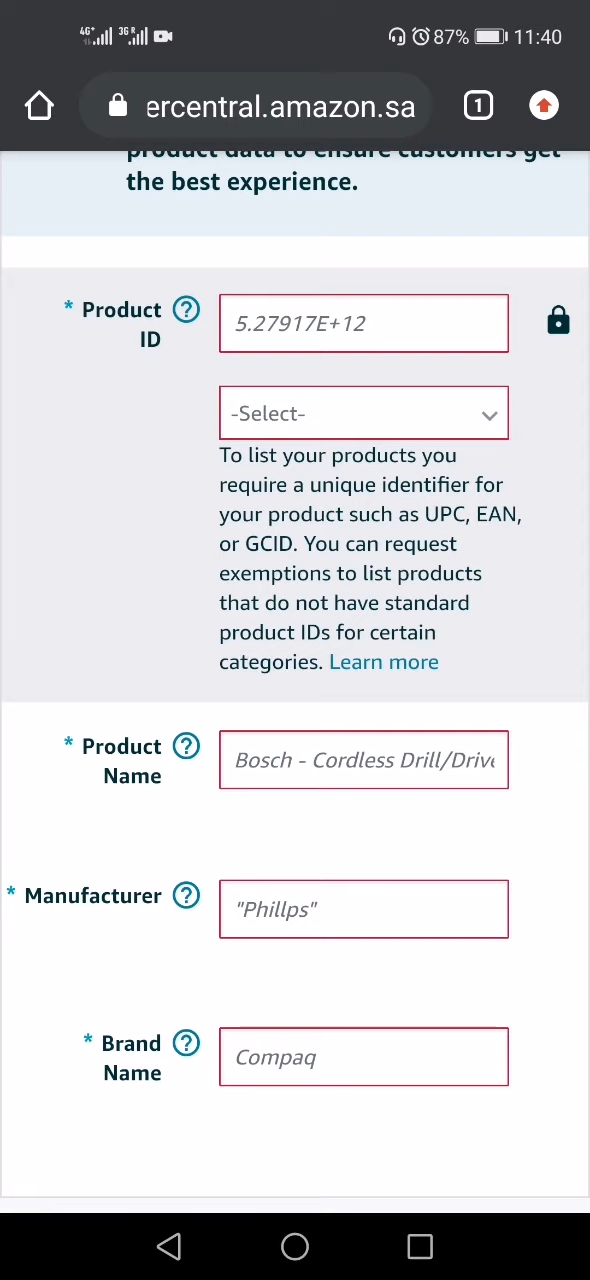 4G+ 3G R 87% 11:40
ercentral.amazon.sa 1
product data to ensure customers get
the best experience.
* Product ? 5.27917E+12
ID
-Select-
To list your products you
require a unique identifier for
your product such as UPC, EAN,
or GCID. You can request
exemptions to list products
that do not have standard
product IDs for certain
categories. Learn more
* Product ? Bosch - Cordless Drill/Drive
Name
* Manufacturer ? "Phillps"
* Brand ? Compaq
Name